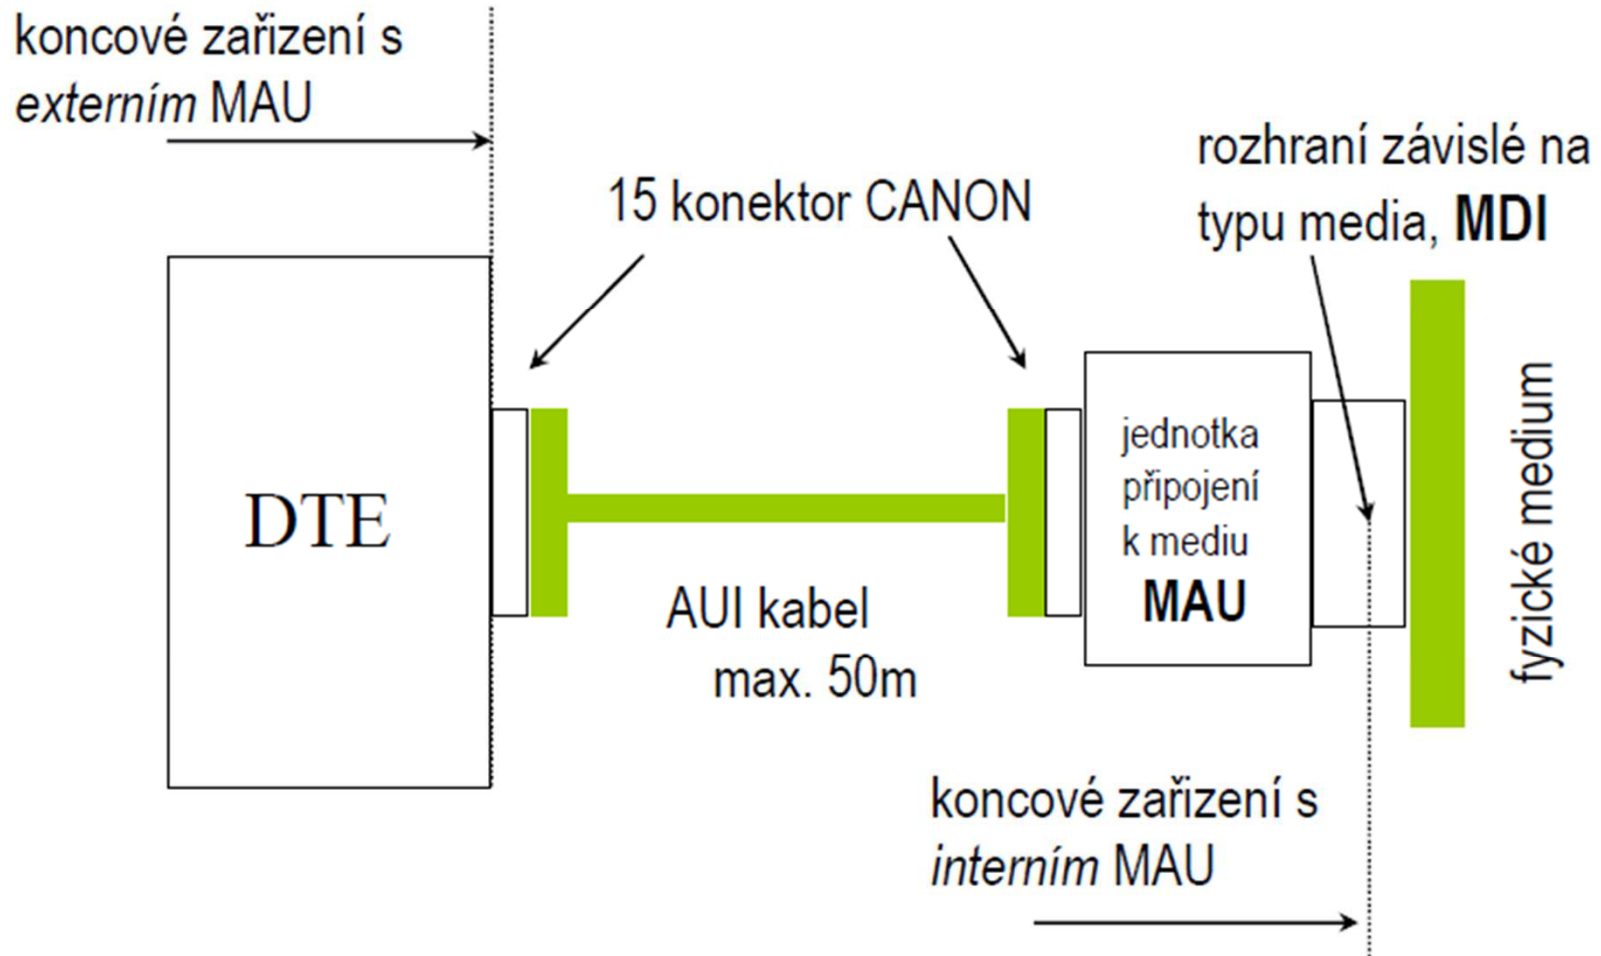 koncové zařizení s
externím MAU
15 konektor CANON
rozhraní závislé na
typu media, MDI
DTE
AUI kabel
max. 50m
jednotka
připojení
k mediu
MAU
fyzické medium
koncové zařizení s
interním MAU